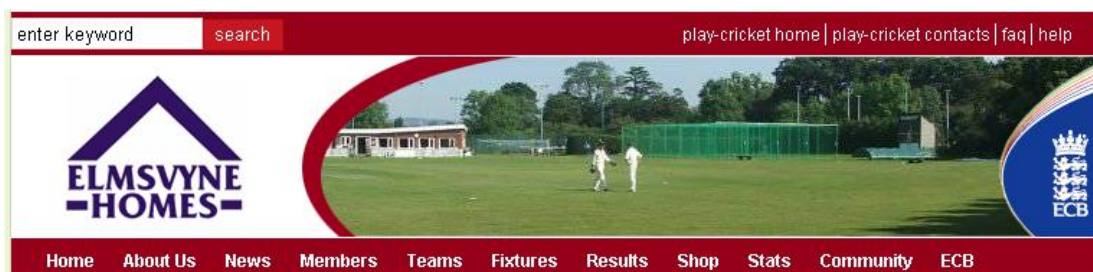 enter keyword search play-cricket home | play-cricket contacts | faq | help
ELMSVYNE
HOMES
ECB
Home About Us News Members Teams Fixtures Results Shop Stats Community ECB